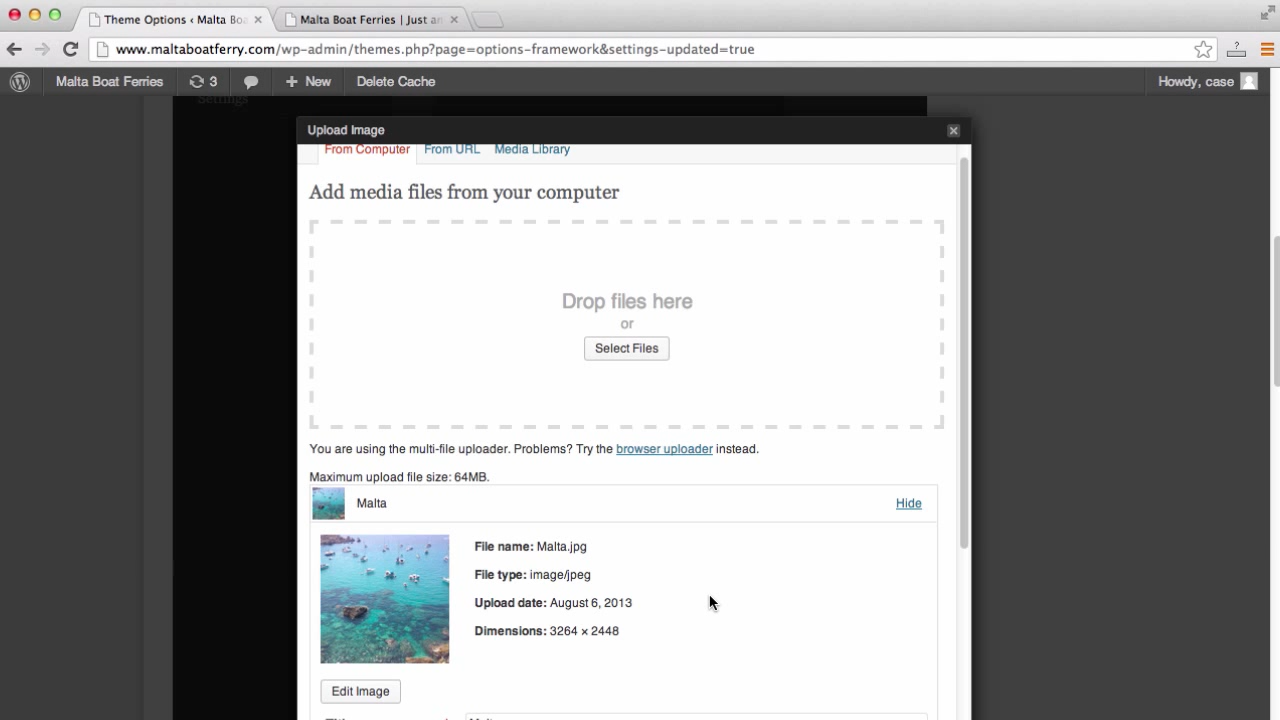 Theme Options ‹ Malta Boa
Malta Boat Ferries | Just an
www.maltaboatferry.com/wp-admin/themes.php?page=options-framework&settings-updated=true
Malta Boat Ferries 3 New Delete Cache Howdy, case
Settings
Upload Image
From Computer From URL Media Library
Add media files from your computer
Drop files here
or
Select Files
You are using the multi-file uploader. Problems? Try the browser uploader instead.
Maximum upload file size: 64MB.
Malta Hide
File name: Malta.jpg
File type: image/jpeg
Upload date: August 6, 2013
Dimensions: 3264 × 2448
Edit Image